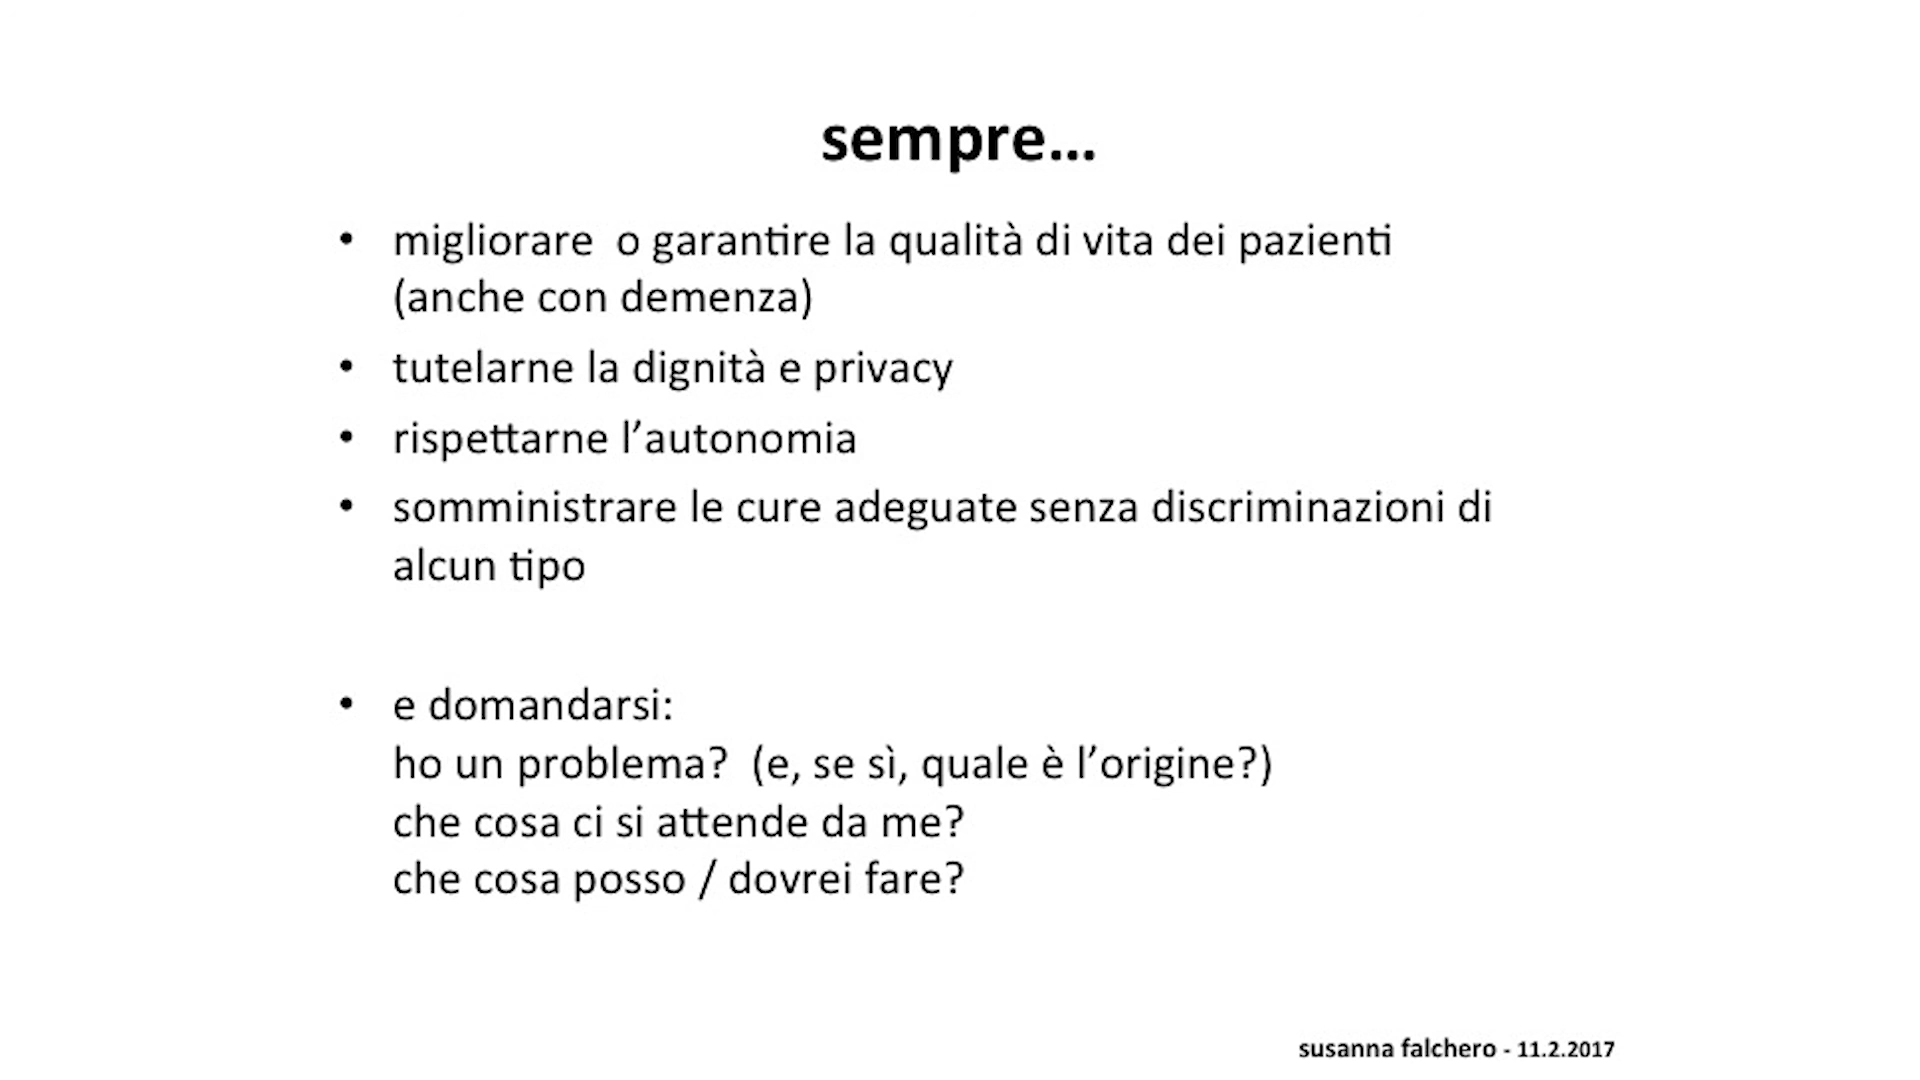 sempre...
• migliorare  o garantire la qualità di vita dei pazienti
(anche con demenza)
• tutelarne la dignità e privacy
• rispettarne l’autonomia
• somministrare le cure adeguate senza discriminazioni di
alcun tipo
• e domandarsi:
ho un problema?  (e, se sì, quale è l’origine?)
che cosa ci si attende da me?
che cosa posso / dovrei fare?
susanna falchero - 11.2.2017